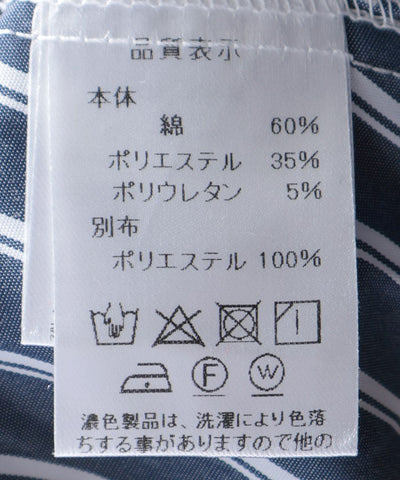 品質表示
本体
綿 60%
ポリエステル 35%
ポリウレタン 5%
別布
ポリエステル 100%
F W
濃色製品は、洗濯により色落
ちする事がありますので他の